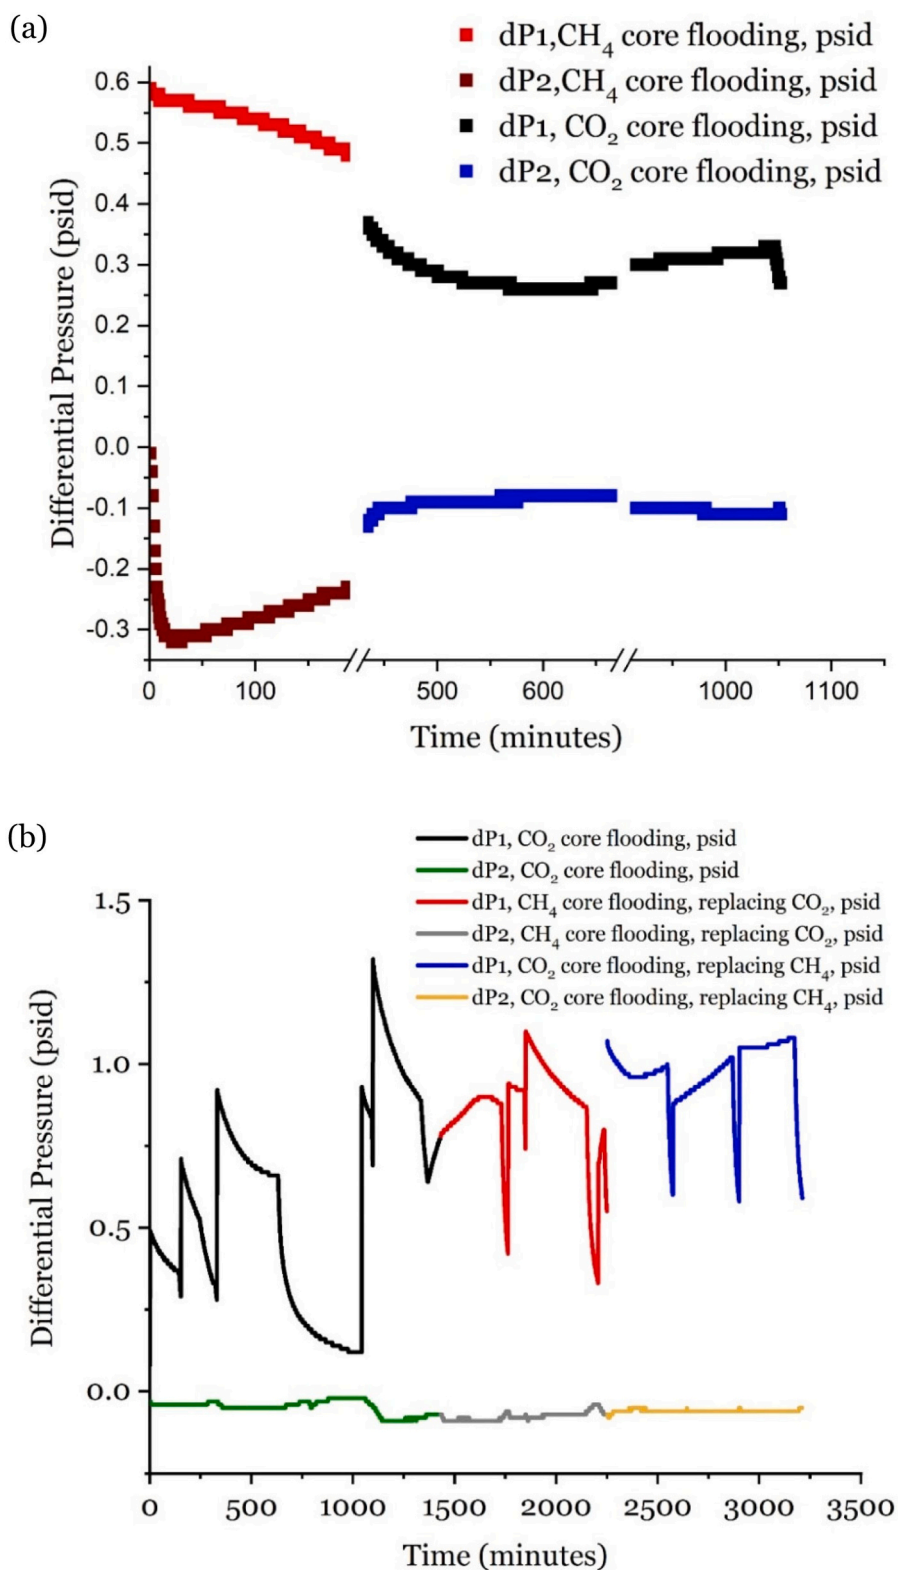 (a)
dP1,CH₄ core flooding, psid
dP2,CH₄ core flooding, psid
dP1, CO₂ core flooding, psid
dP2, CO₂ core flooding, psid
Differential Pressure (psid)
0.6
0.5
0.4
0.3
0.2
0.1
0.0
-0.1
-0.2
-0.3
0 100 500 600 1000 1100
Time (minutes)
(b)
dP1, CO₂ core flooding, psid
dP2, CO₂ core flooding, psid
dP1, CH₄ core flooding, replacing CO₂, psid
dP2, CH₄ core flooding, replacing CO₂, psid
dP1, CO₂ core flooding, replacing CH₄, psid
dP2, CO₂ core flooding, replacing CH₄, psid
Differential Pressure (psid)
1.5
1.0
0.5
0.0
0 500 1000 1500 2000 2500 3000 3500
Time (minutes)